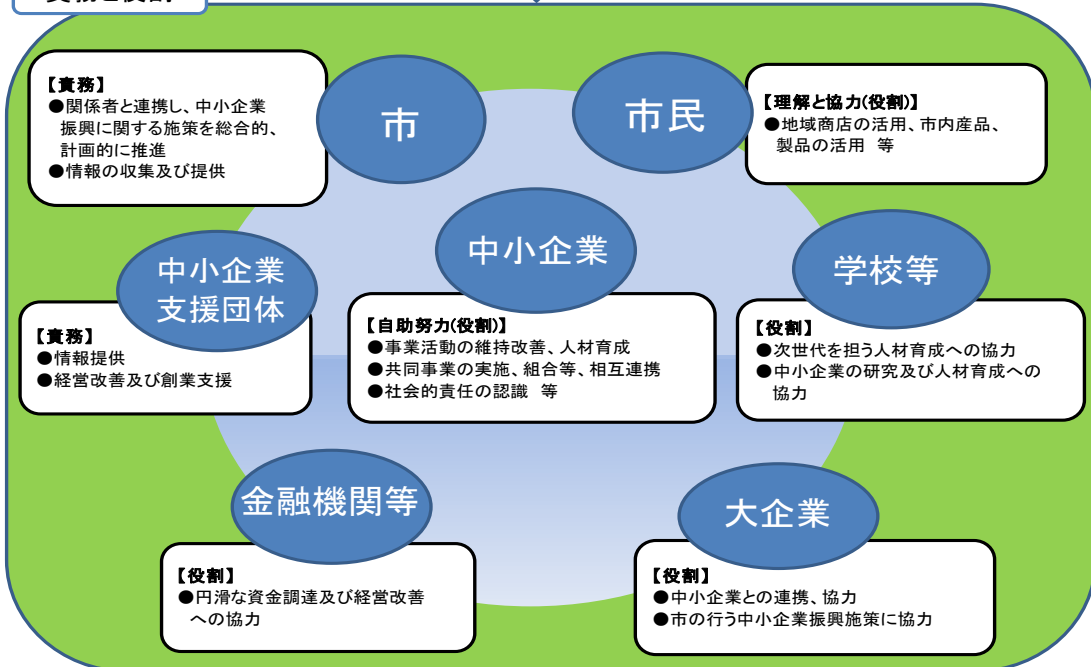 責務と役割
市
【責務】
●関係者と連携し、中小企業
振興に関する施策を総合的、
計画的に推進
●情報の収集及び提供
市民
【理解と協力(役割)】
●地域商店の活用、市内産品、
製品の活用 等
中小企業
支援団体
【責務】
●情報提供
●経営改善及び創業支援
中小企業
【自助努力(役割)】
●事業活動の維持改善、人材育成
●共同事業の実施、組合等、相互連携
●社会的責任の認識 等
学校等
【役割】
●次世代を担う人材育成への協力
●中小企業の研究及び人材育成への
協力
金融機関等
【役割】
●円滑な資金調達及び経営改善
への協力
大企業
【役割】
●中小企業との連携、協力
●市の行う中小企業振興施策に協力